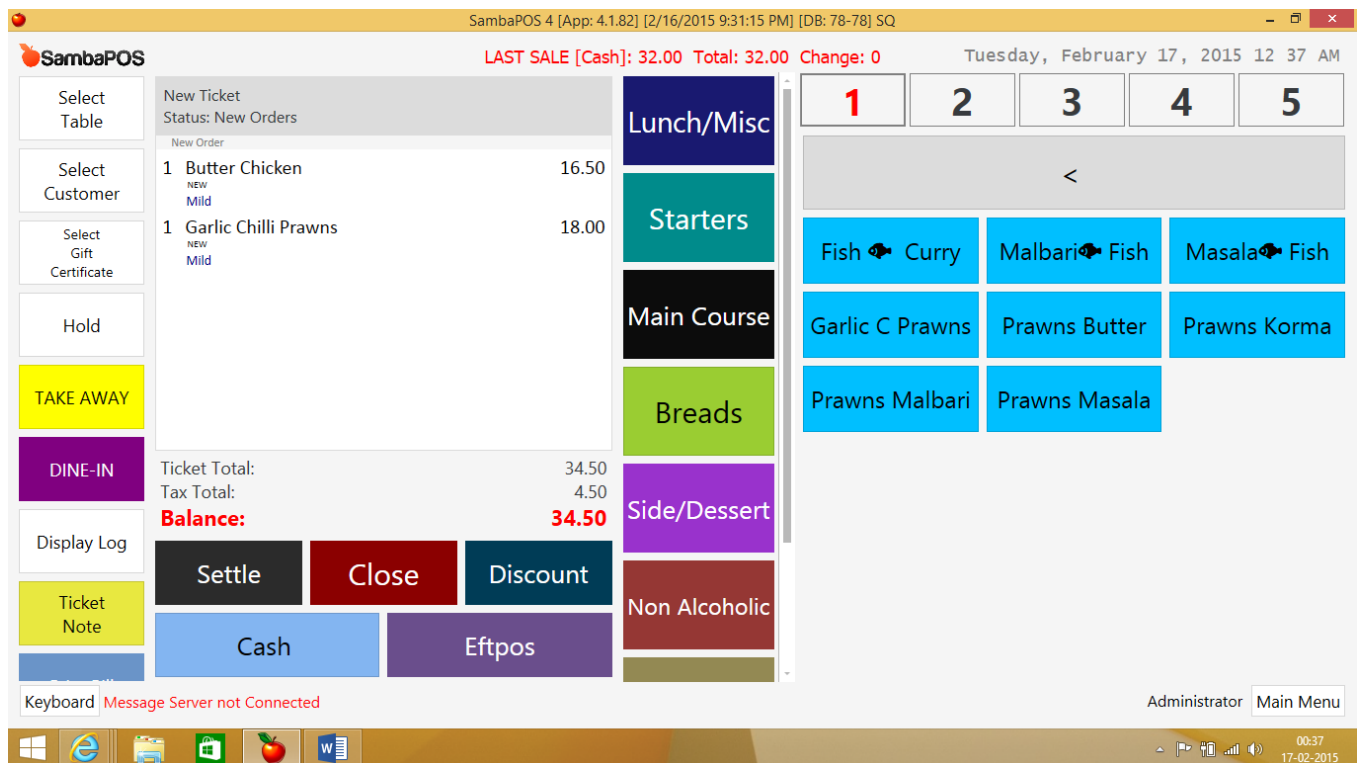 SambaPOS 4 [App: 4.1.82] [2/16/2015 9:31:15 PM] [DB: 78-78] SQ
SambaPOS
LAST SALE [Cash]: 32.00 Total: 32.00 Change: 0
Tuesday, February 17, 2015 12 37 AM
Select
Table
Select
Customer
Select
Gift
Certificate
Hold
TAKE AWAY
DINE-IN
Display Log
Ticket
Note
New Ticket
Status: New Orders
New Order
1 Butter Chicken 16.50
NEW
Mild
1 Garlic Chilli Prawns 18.00
NEW
Mild
Ticket Total: 34.50
Tax Total: 4.50
Balance: 34.50
Settle Close Discount
Cash Eftpos
Lunch/Misc
Starters
Main Course
Breads
Side/Dessert
Non Alcoholic
1 2 3 4 5
<
Fish Curry Malbari Fish Masala Fish
Garlic C Prawns Prawns Butter Prawns Korma
Prawns Malbari Prawns Masala
Keyboard Message Server not Connected
Administrator Main Menu
00:37
17-02-2015